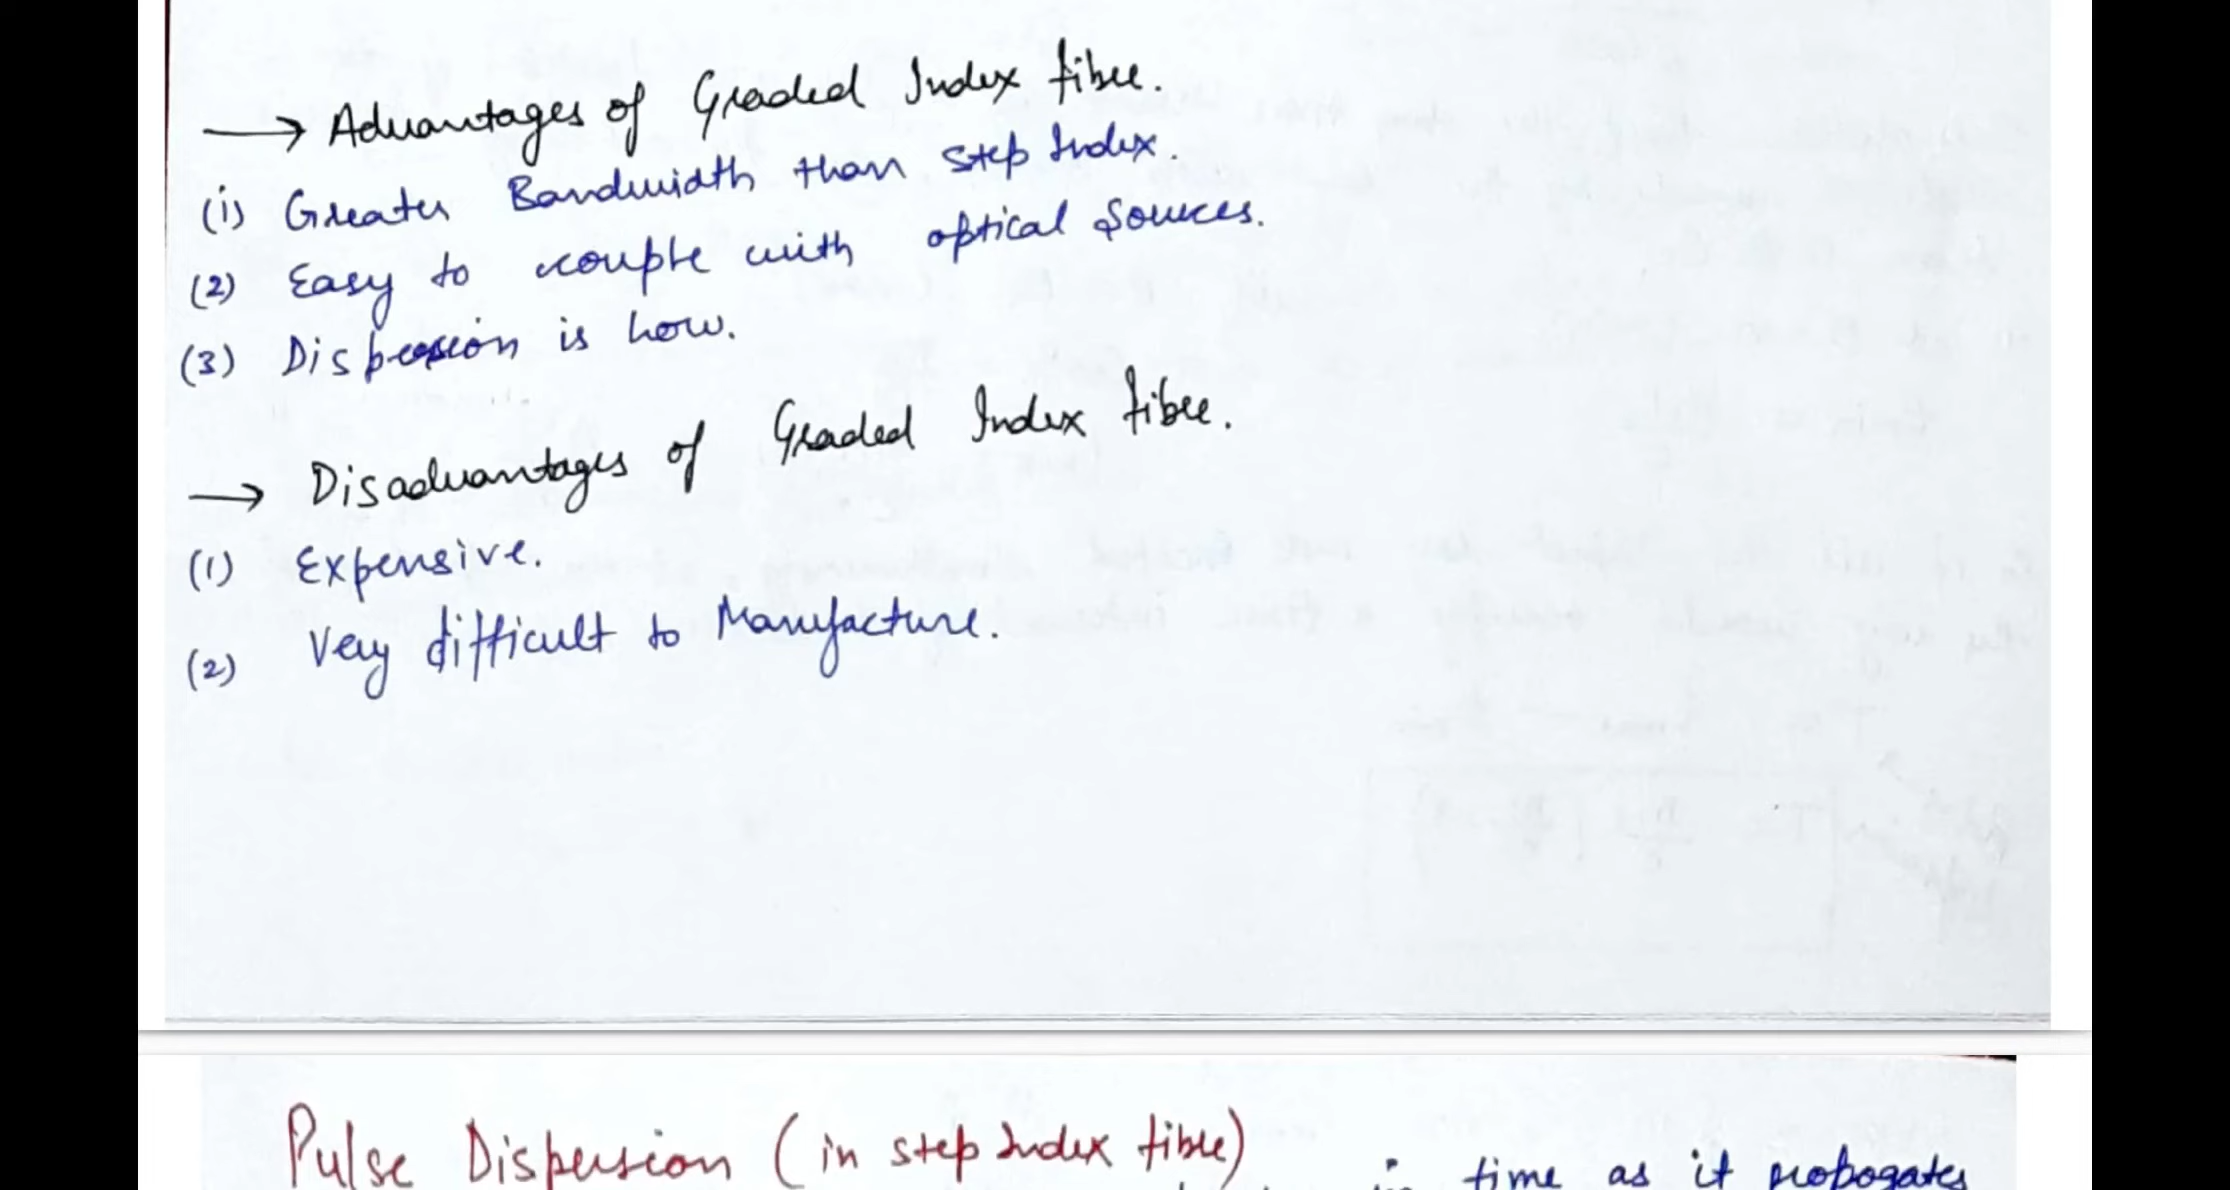 → Advantages of Graded Index fibre.
(1) Greater Bandwidth than step Index.
(2) Easy to couple with optical Sources.
(3) Dispersion is Low.
→ Disadvantages of Graded Index fibre.
(1) Expensive.
(2) Very difficult to Manufacture.
Pulse Dispersion (in step Index fibre)
in time as it propogates